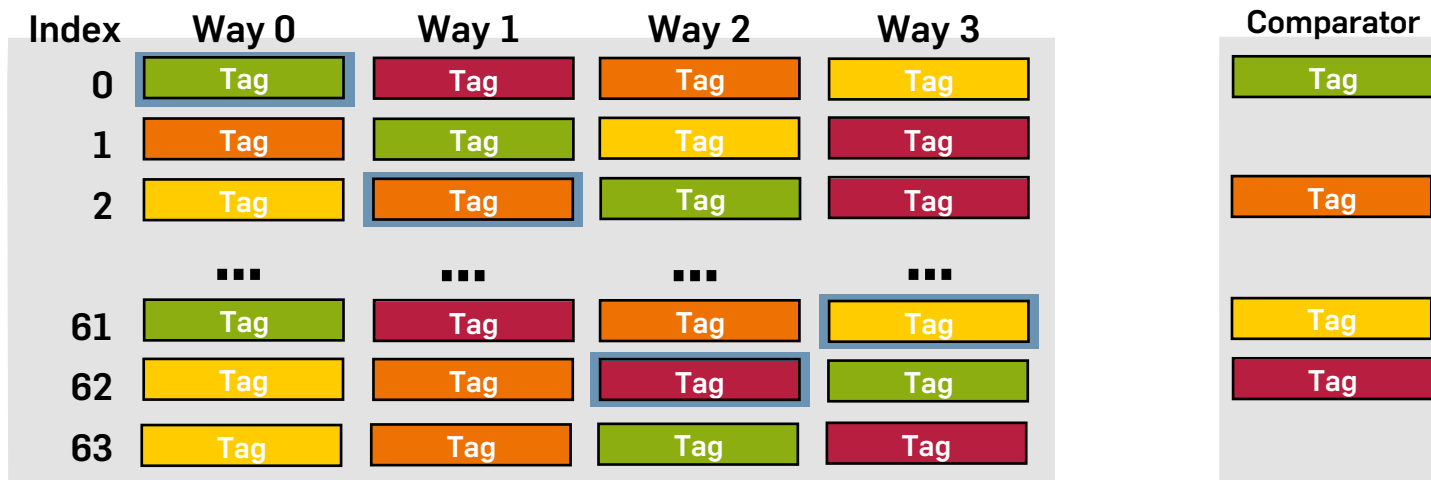 Index Way 0 Way 1 Way 2 Way 3 Comparator
0 Tag Tag Tag Tag Tag
1 Tag Tag Tag Tag
2 Tag Tag Tag Tag Tag
... ... ... ...
61 Tag Tag Tag Tag Tag
62 Tag Tag Tag Tag Tag
63 Tag Tag Tag Tag